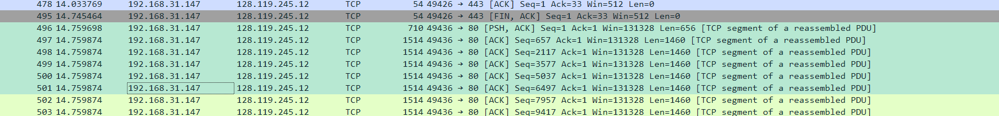 478 14.033769 192.168.31.147 128.119.245.12 TCP 54 49426 → 443 [ACK] Seq=1 Ack=33 Win=512 Len=0
495 14.745464 192.168.31.147 128.119.245.12 TCP 54 49426 → 443 [FIN, ACK] Seq=1 Ack=33 Win=512 Len=0
496 14.759698 192.168.31.147 128.119.245.12 TCP 710 49436 → 80 [PSH, ACK] Seq=1 Ack=1 Win=131328 Len=656 [TCP segment of a reassembled PDU]
497 14.759874 192.168.31.147 128.119.245.12 TCP 1514 49436 → 80 [ACK] Seq=657 Ack=1 Win=131328 Len=1460 [TCP segment of a reassembled PDU]
498 14.759874 192.168.31.147 128.119.245.12 TCP 1514 49436 → 80 [ACK] Seq=2117 Ack=1 Win=131328 Len=1460 [TCP segment of a reassembled PDU]
499 14.759874 192.168.31.147 128.119.245.12 TCP 1514 49436 → 80 [ACK] Seq=3577 Ack=1 Win=131328 Len=1460 [TCP segment of a reassembled PDU]
500 14.759874 192.168.31.147 128.119.245.12 TCP 1514 49436 → 80 [ACK] Seq=5037 Ack=1 Win=131328 Len=1460 [TCP segment of a reassembled PDU]
501 14.759874 192.168.31.147 128.119.245.12 TCP 1514 49436 → 80 [ACK] Seq=6497 Ack=1 Win=131328 Len=1460 [TCP segment of a reassembled PDU]
502 14.759874 192.168.31.147 128.119.245.12 TCP 1514 49436 → 80 [ACK] Seq=7957 Ack=1 Win=131328 Len=1460 [TCP segment of a reassembled PDU]
503 14.759874 192.168.31.147 128.119.245.12 TCP 1514 49436 → 80 [ACK] Seq=9417 Ack=1 Win=131328 Len=1460 [TCP segment of a reassembled PDU]